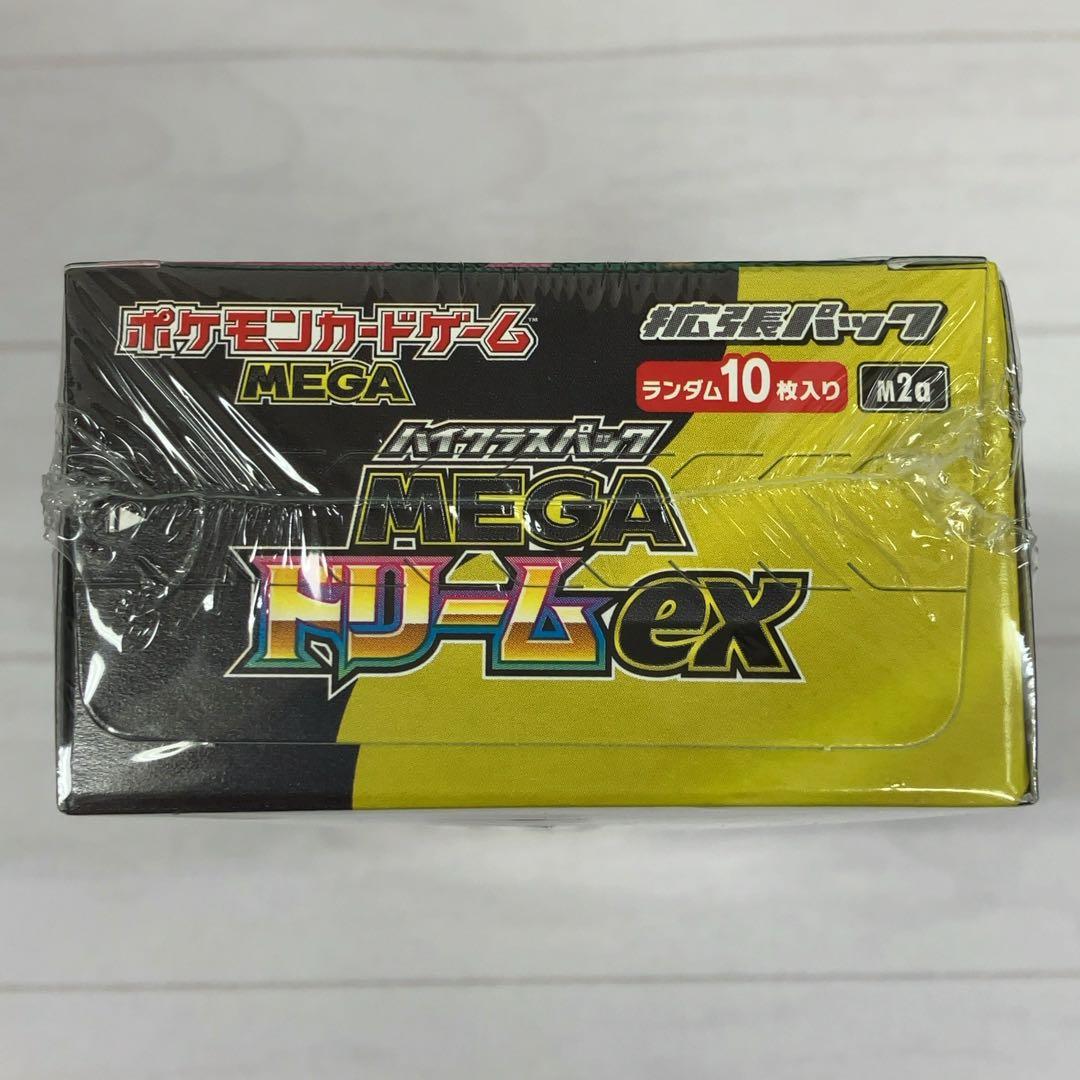 ポケモンカードゲーム™
MEGA
拡張パック
ランダム10枚入り M2a
ハイクラスパック
MEGA
ドリームex